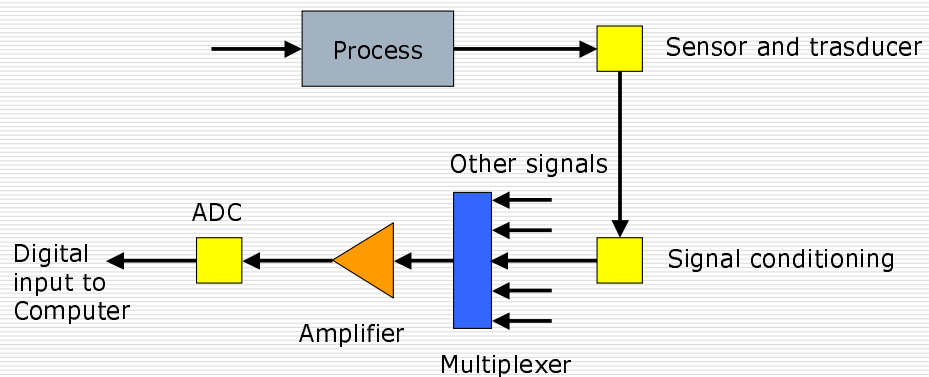 Process
Sensor and trasducer
Other signals
ADC
Digital
input to
Computer
Signal conditioning
Amplifier
Multiplexer